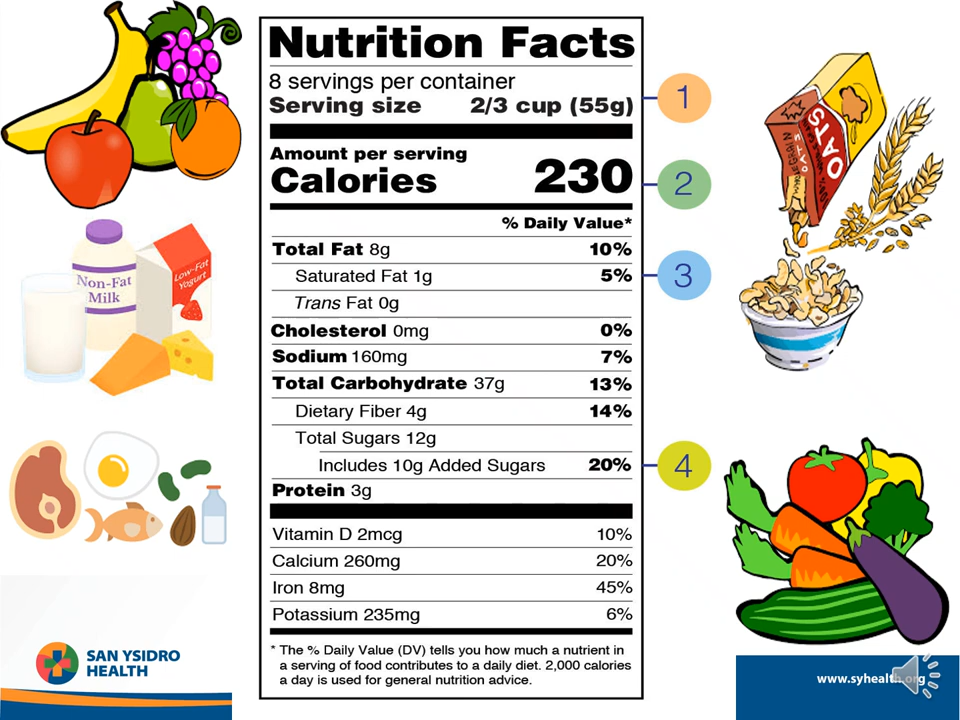 Nutrition Facts
8 servings per container
Serving size 2/3 cup (55g)
1
Amount per serving
Calories 230
2
% Daily Value*
Total Fat 8g 10%
Saturated Fat 1g 5%
3
Trans Fat 0g
Cholesterol 0mg 0%
Sodium 160mg 7%
Total Carbohydrate 37g 13%
Dietary Fiber 4g 14%
Total Sugars 12g
Includes 10g Added Sugars 20%
4
Protein 3g
Vitamin D 2mcg 10%
Calcium 260mg 20%
Iron 8mg 45%
Potassium 235mg 6%
* The % Daily Value (DV) tells you how much a nutrient in
a serving of food contributes to a daily diet. 2,000 calories
a day is used for general nutrition advice.
Non-Fat
Milk
Low-Fat
Yogurt
OATS
OATS
SAN YSIDRO
HEALTH
www.syhealth.org